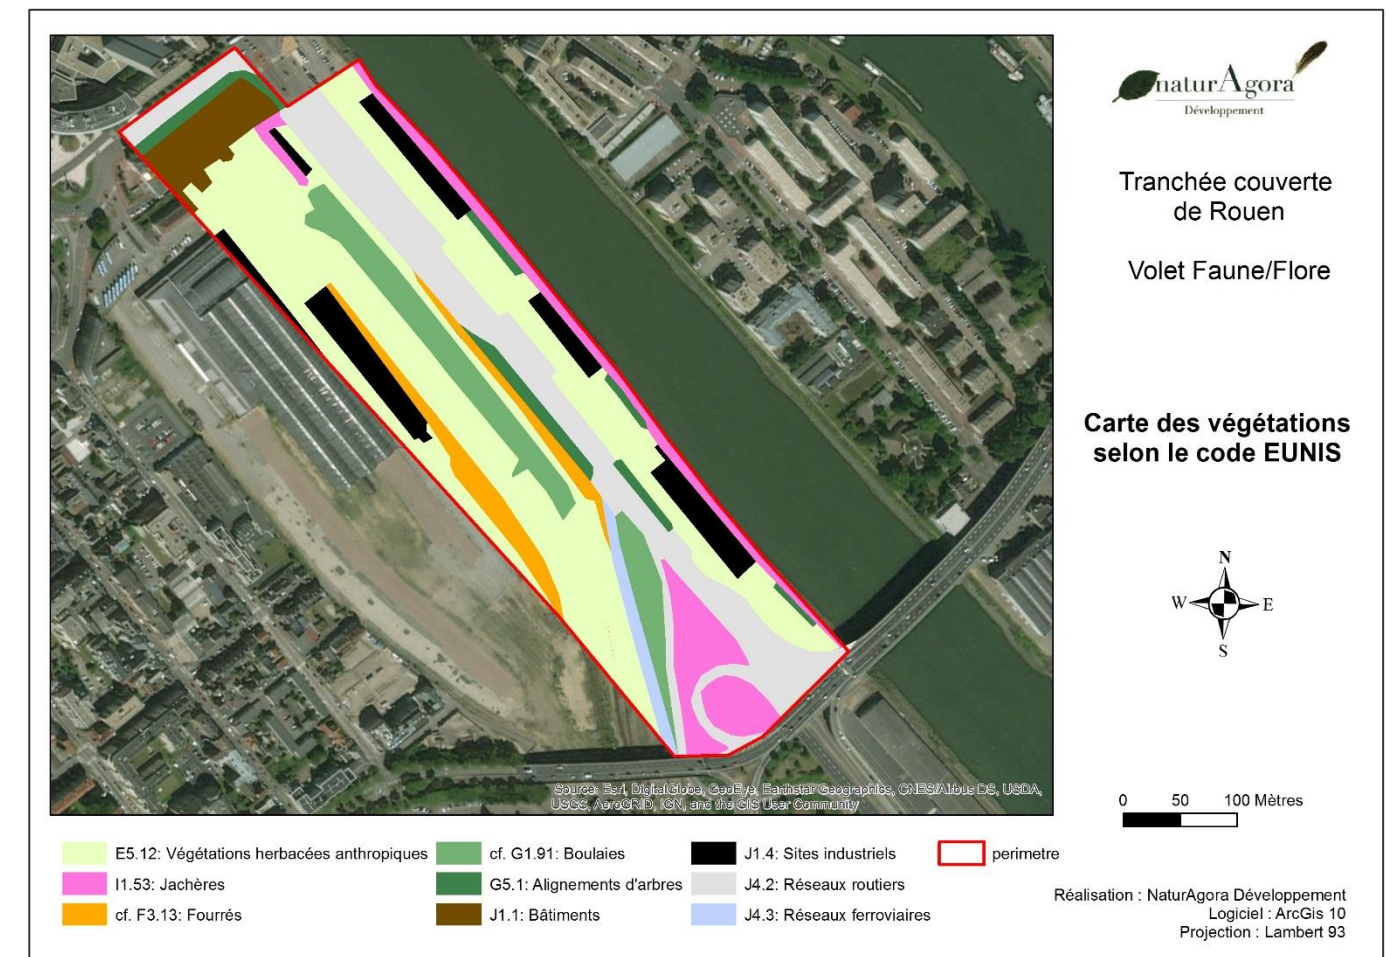 naturAgora
Développement
Tranchée couverte
de Rouen
Volet Faune/Flore
Carte des végétations
selon le code EUNIS
N
W E
S
0 50 100 Mètres
Source: Esri, DigitalGlobe, GeoEye, Earthstar Geographics, CNES/Airbus DS, USDA,
USGS, AeroGRID, IGN, and the GIS User Community
E5.12: Végétations herbacées anthropiques
I1.53: Jachères
cf. F3.13: Fourrés
cf. G1.91: Boulaies
G5.1: Alignements d'arbres
J1.1: Bâtiments
J1.4: Sites industriels
J4.2: Réseaux routiers
J4.3: Réseaux ferroviaires
perimetre
Réalisation : NaturAgora Développement
Logiciel : ArcGis 10
Projection : Lambert 93